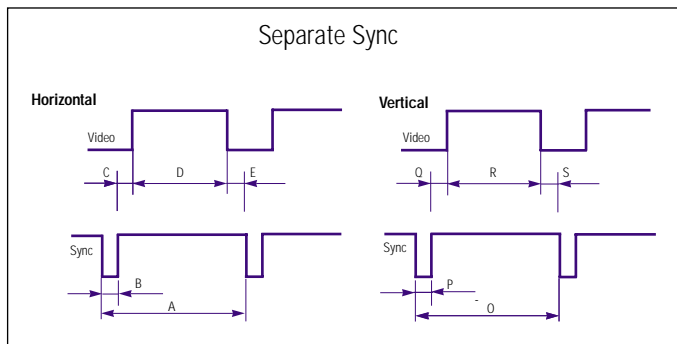 Separate Sync
Horizontal
Vertical
Video
Video
C D E
Q R S
Sync
Sync
B
P
A
-
O